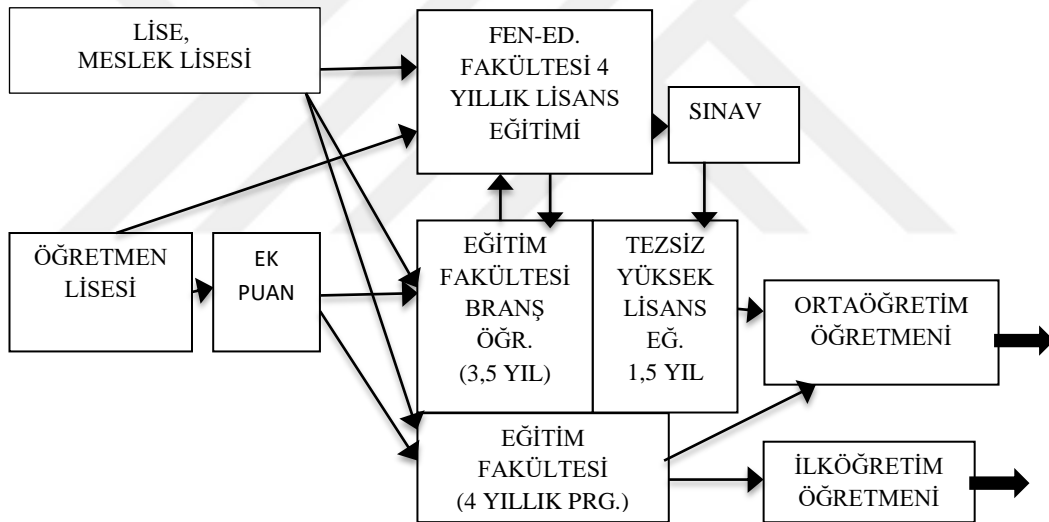 LİSE,
MESLEK LİSESİ
FEN-ED.
FAKÜLTESİ 4
YILLIK LİSANS
EĞİTİMİ
SINAV
ÖĞRETMEN
LİSESİ
EK
PUAN
EĞİTİM
FAKÜLTESİ
BRANŞ
ÖĞR.
(3,5 YIL)
TEZSİZ
YÜKSEK
LİSANS
EĞ.
1,5 YIL
ORTAÖĞRETİM
ÖĞRETMENİ
EĞİTİM
FAKÜLTESİ
(4 YILLIK PRG.)
İLKÖĞRETİM
ÖĞRETMENİ